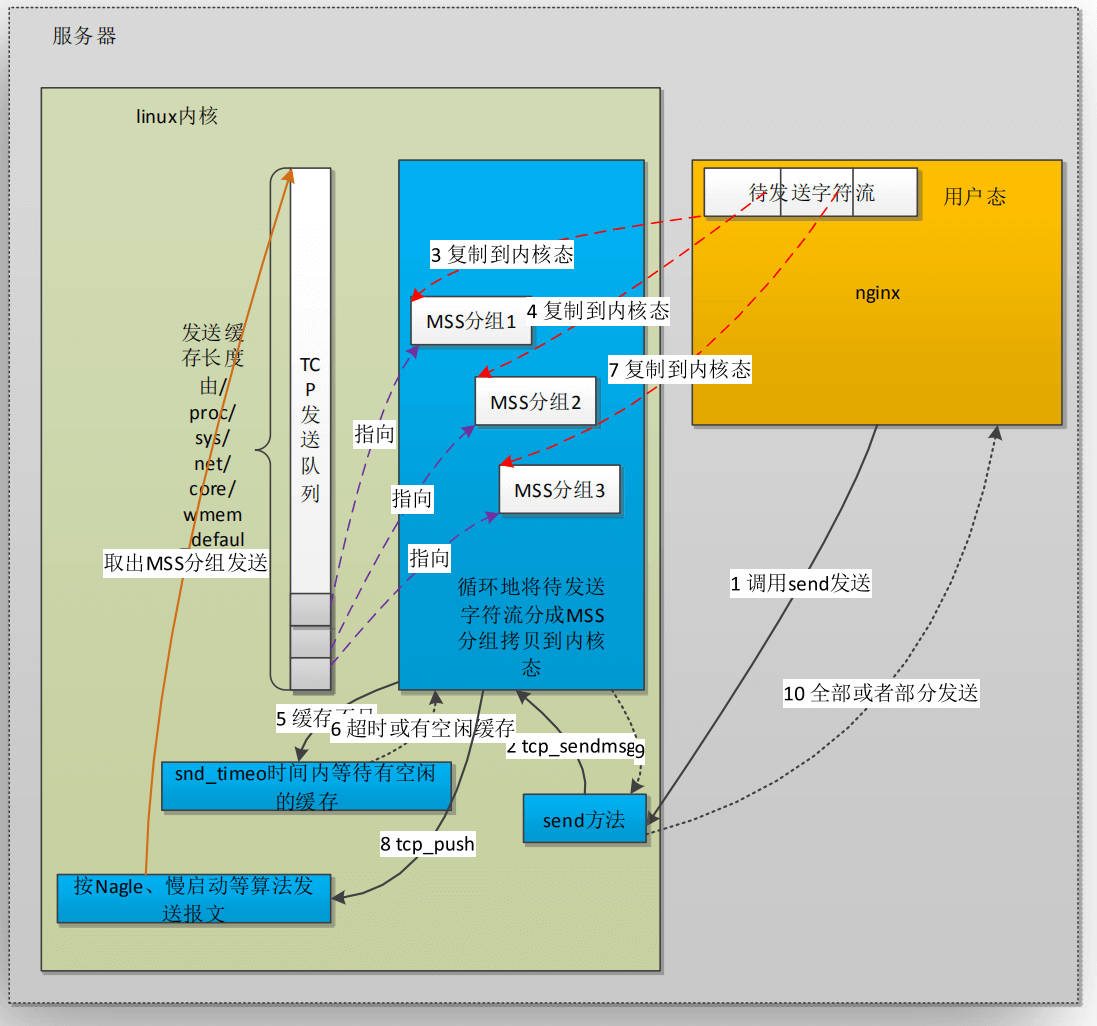 服务器
linux内核
待发送字符流
用户态
nginx
3 复制到内核态
MSS分组1
4 复制到内核态
MSS分组2
7 复制到内核态
MSS分组3
发送缓
存长度
由/
proc/
sys/
net/
core/
wmem
_defaul
TC
P
发
送
队
列
指向
指向
指向
取出MSS分组发送
循环地将待发送
字符流分成MSS
分组拷贝到内核
态
1 调用send发送
10 全部或者部分发送
5 缓存
6 超时或有空闲缓存
2 tcp_sendmsg
9
snd_timeo时间内等待有空闲
的缓存
send方法
8 tcp_push
按Nagle、慢启动等算法发
送报文